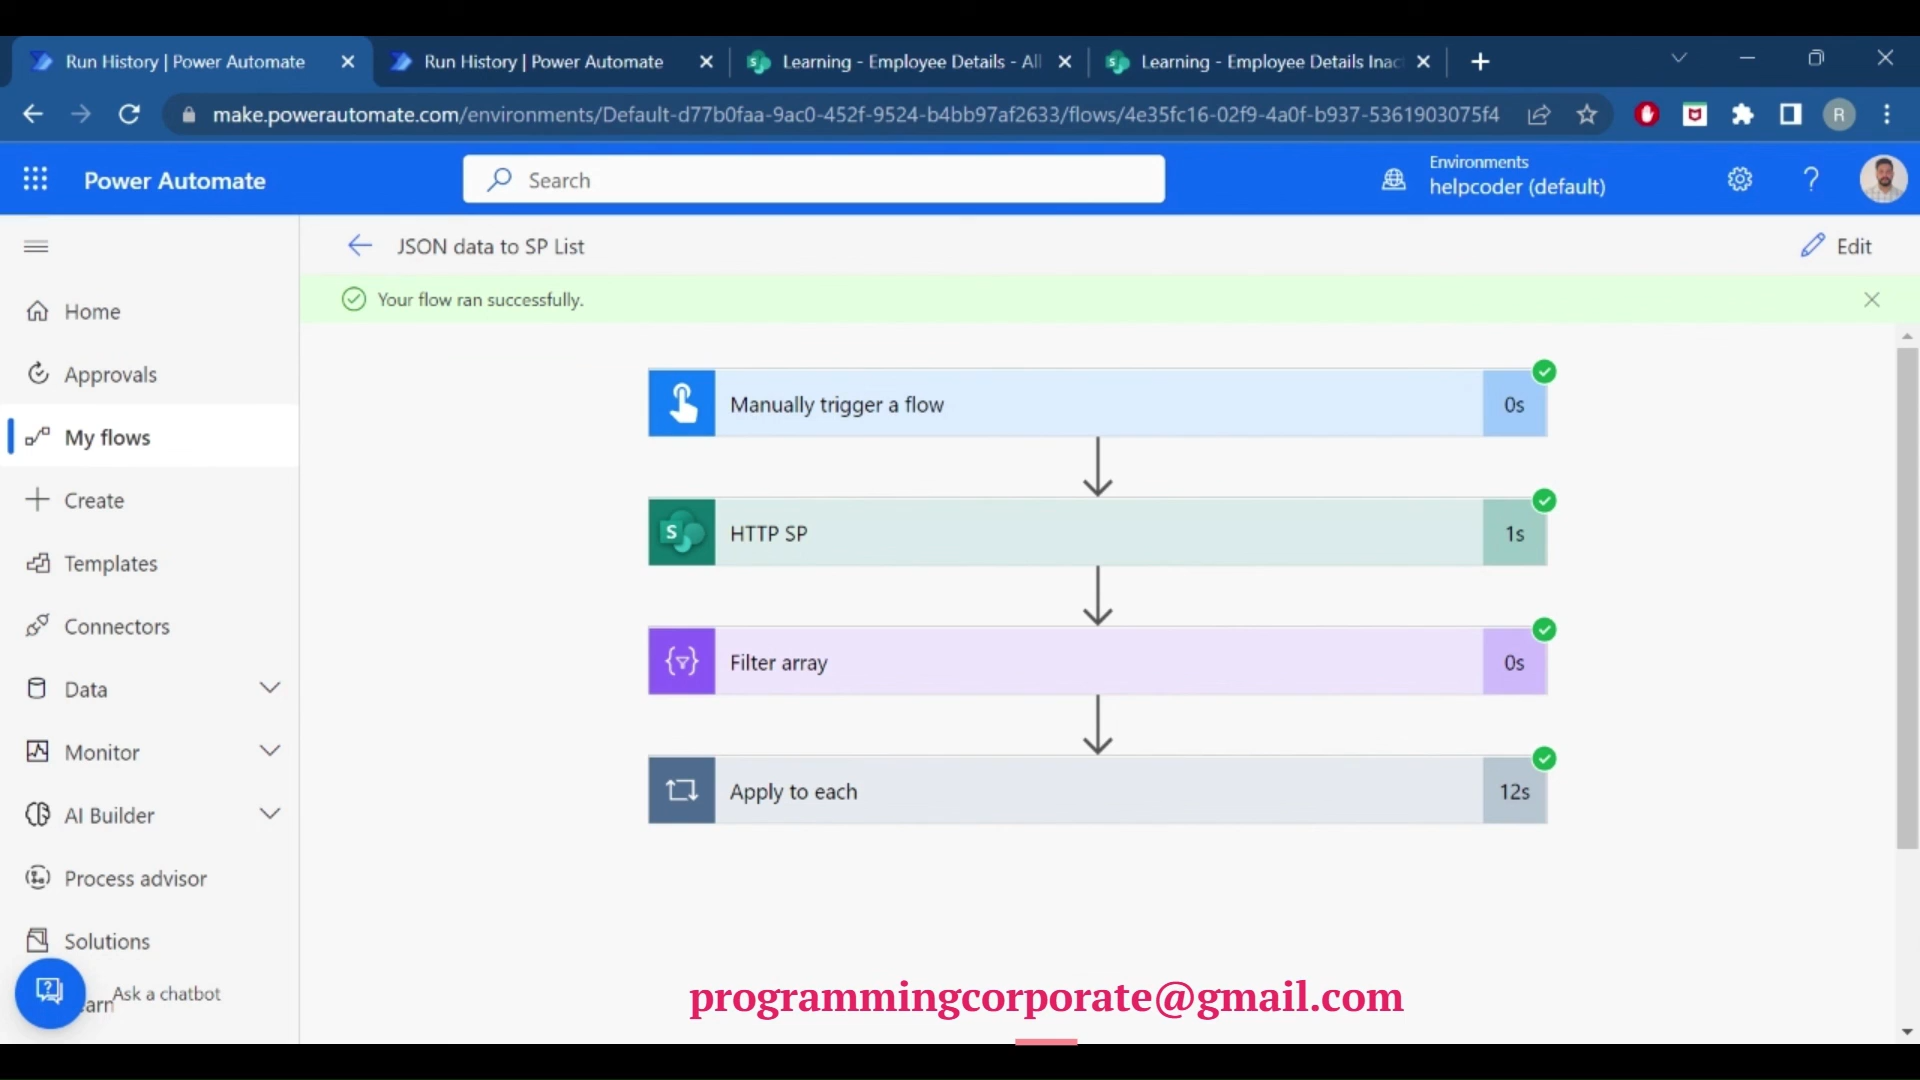 Run History | Power Automate
Run History | Power Automate
Learning - Employee Details - All
Learning - Employee Details Inac
make.powerautomate.com/environments/Default-d77b0faa-9ac0-452f-9524-b4bb97af2633/flows/4e35fc16-02f9-4a0f-b937-5361903075f4
R
Power Automate
Search
Environments
helpcoder (default)
?
JSON data to SP List
Edit
Your flow ran successfully.
Home
Approvals
My flows
Create
Templates
Connectors
Data
Monitor
AI Builder
Process advisor
Solutions
arn
Ask a chatbot
Manually trigger a flow
0s
S
HTTP SP
1s
Filter array
0s
Apply to each
12s
programmingcorporate@gmail.com